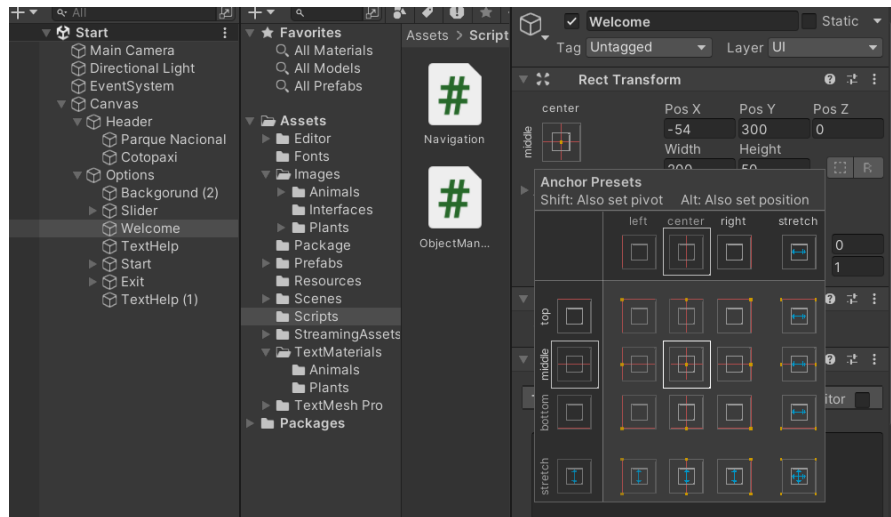 All
Start
Main Camera
Directional Light
EventSystem
Canvas
Header
Parque Nacional
Cotopaxi
Options
Backgorund (2)
Slider
Welcome
TextHelp
Start
Exit
TextHelp (1)
Favorites
All Materials
All Models
All Prefabs
Assets
Editor
Fonts
Images
Animals
Interfaces
Plants
Package
Prefabs
Resources
Scenes
Scripts
StreamingAssets
TextMaterials
Animals
Plants
TextMesh Pro
Packages
Assets > Script
#
Navigation
#
ObjectMan...
Welcome Static
Tag Untagged Layer UI
Rect Transform
center Pos X Pos Y Pos Z
middle -54 300 0
Width Height
200 50 R
Anchor Presets
Shift: Also set pivot Alt: Also set position
left center right stretch
0
1
top
middle
bottom
stretch
itor